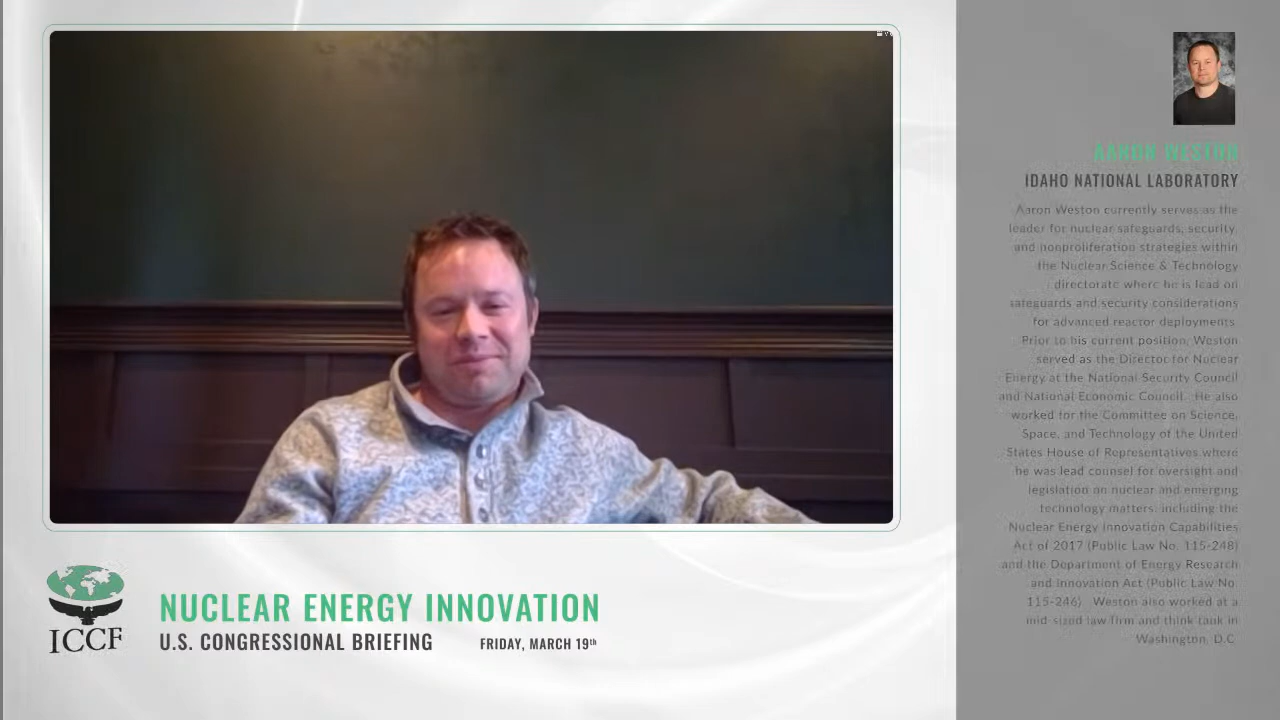 ICCF
NUCLEAR ENERGY INNOVATION
U.S. CONGRESSIONAL BRIEFING FRIDAY, MARCH 19th
AARON WESTON
IDAHO NATIONAL LABORATORY
Aaron Weston currently serves as the
leader for nuclear safeguards, security,
and nonproliferation strategies within
the Nuclear Science & Technology
directorate where he is lead on
safeguards and security considerations
for advanced reactor deployments.
Prior to his current position, Weston
served as the Director for Nuclear
Energy at the National Security Council
and National Economic Council. He also
worked for the Committee on Science,
Space, and Technology of the United
States House of Representatives where
he was lead counsel for oversight and
legislation on nuclear and emerging
technology matters, including the
Nuclear Energy Innovation Capabilities
Act of 2017 (Public Law No. 115-248)
and the Department of Energy Research
and Innovation Act (Public Law No.
115-246). Weston also worked at a
mid-sized law firm and think tank in
Washington, D.C.